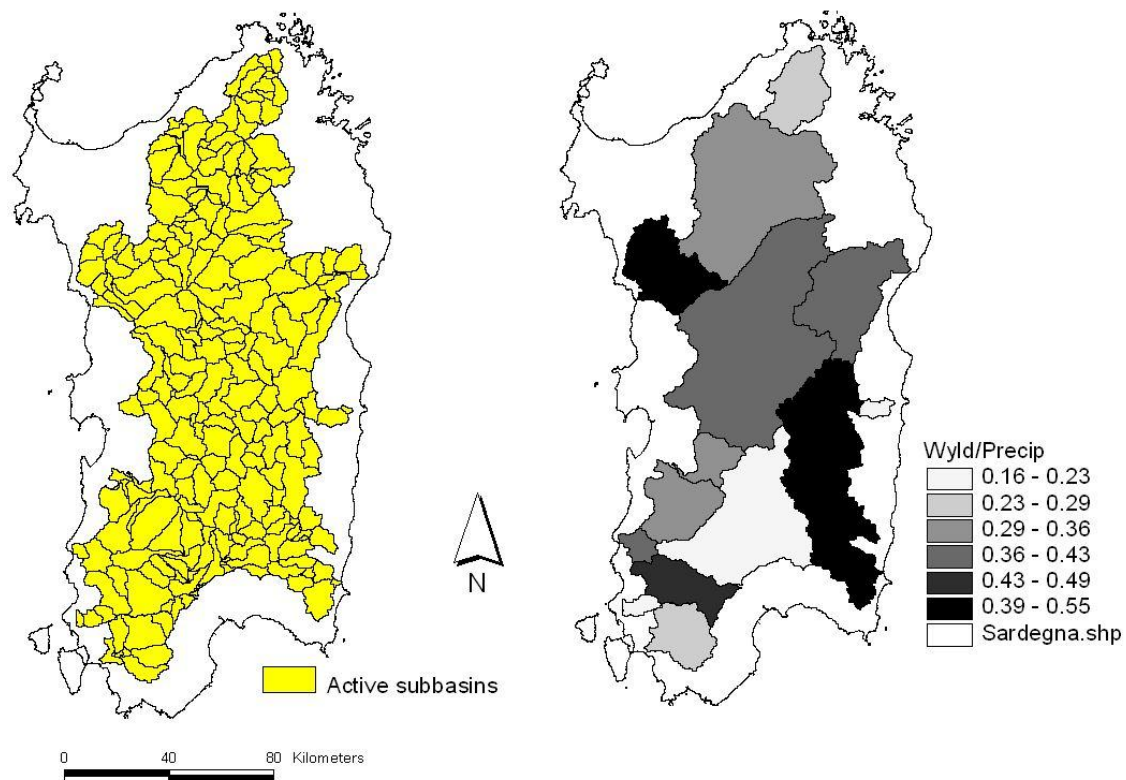 N
Active subbasins
0 40 80 Kilometers
Wyld/Precip
0.16 - 0.23
0.23 - 0.29
0.29 - 0.36
0.36 - 0.43
0.43 - 0.49
0.39 - 0.55
Sardegna.shp